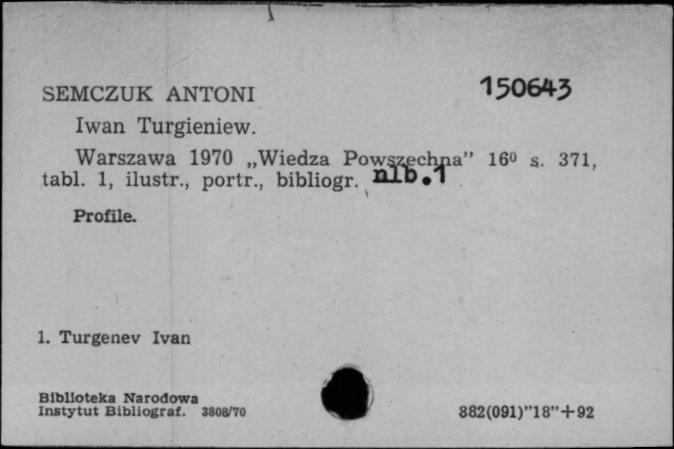 150643
SEMCZUK ANTONI
Iwan Turgieniew.
Warszawa 1970 „Wiedza Powszechna” 16⁰ s. 371,
tabl. 1, ilustr., portr., bibliogr. nlb.1
Profile.
1. Turgenev Ivan
Biblioteka Narodowa
Instytut Bibliograf. 3808/70
882(091)”18”+92